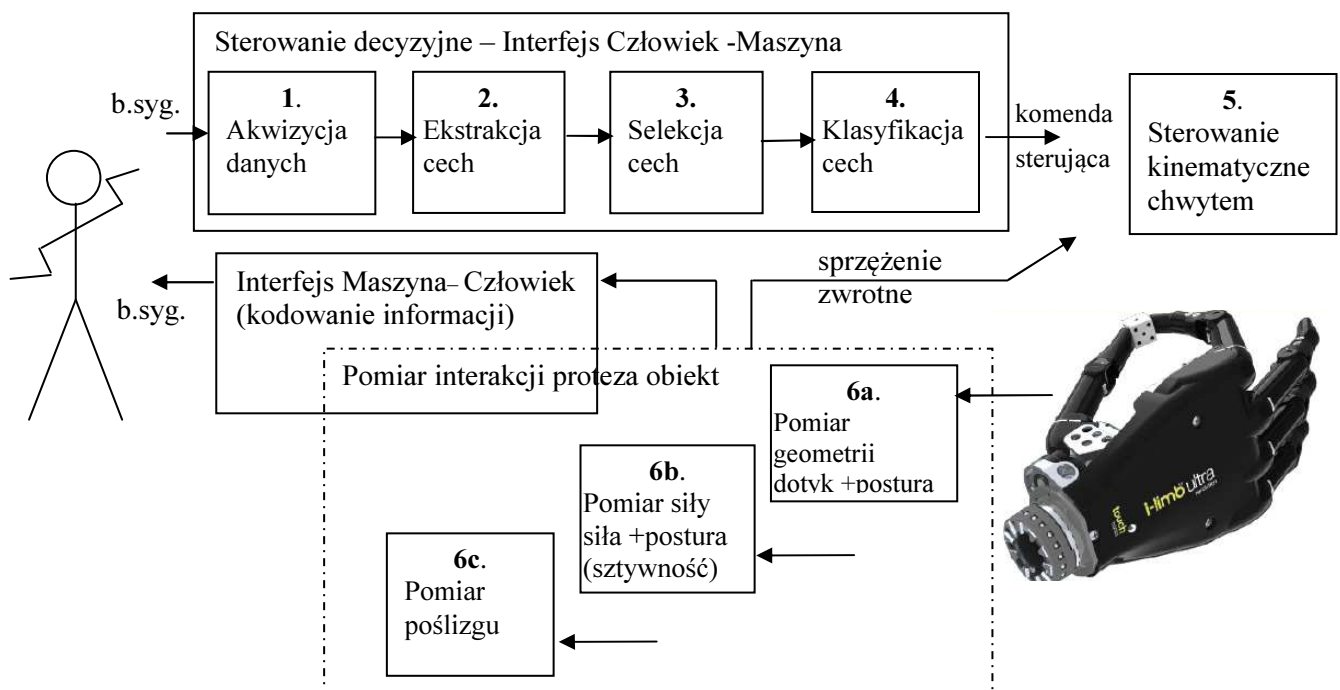 Sterowanie decyzyjne – Interfejs Człowiek -Maszyna
b.syg.
1.
Akwizycja
danych
2.
Ekstrakcja
cech
3.
Selekcja
cech
4.
Klasyfikacja
cech
komenda
sterująca
5.
Sterowanie
kinematyczne
chwytem
Interfejs Maszyna– Człowiek
(kodowanie informacji)
b.syg.
sprzężenie
zwrotne
Pomiar interakcji proteza obiekt
6a.
Pomiar
geometrii
dotyk +postura
6b.
Pomiar siły
siła +postura
(sztywność)
6c.
Pomiar
poślizgu
i-limb ultra
touch